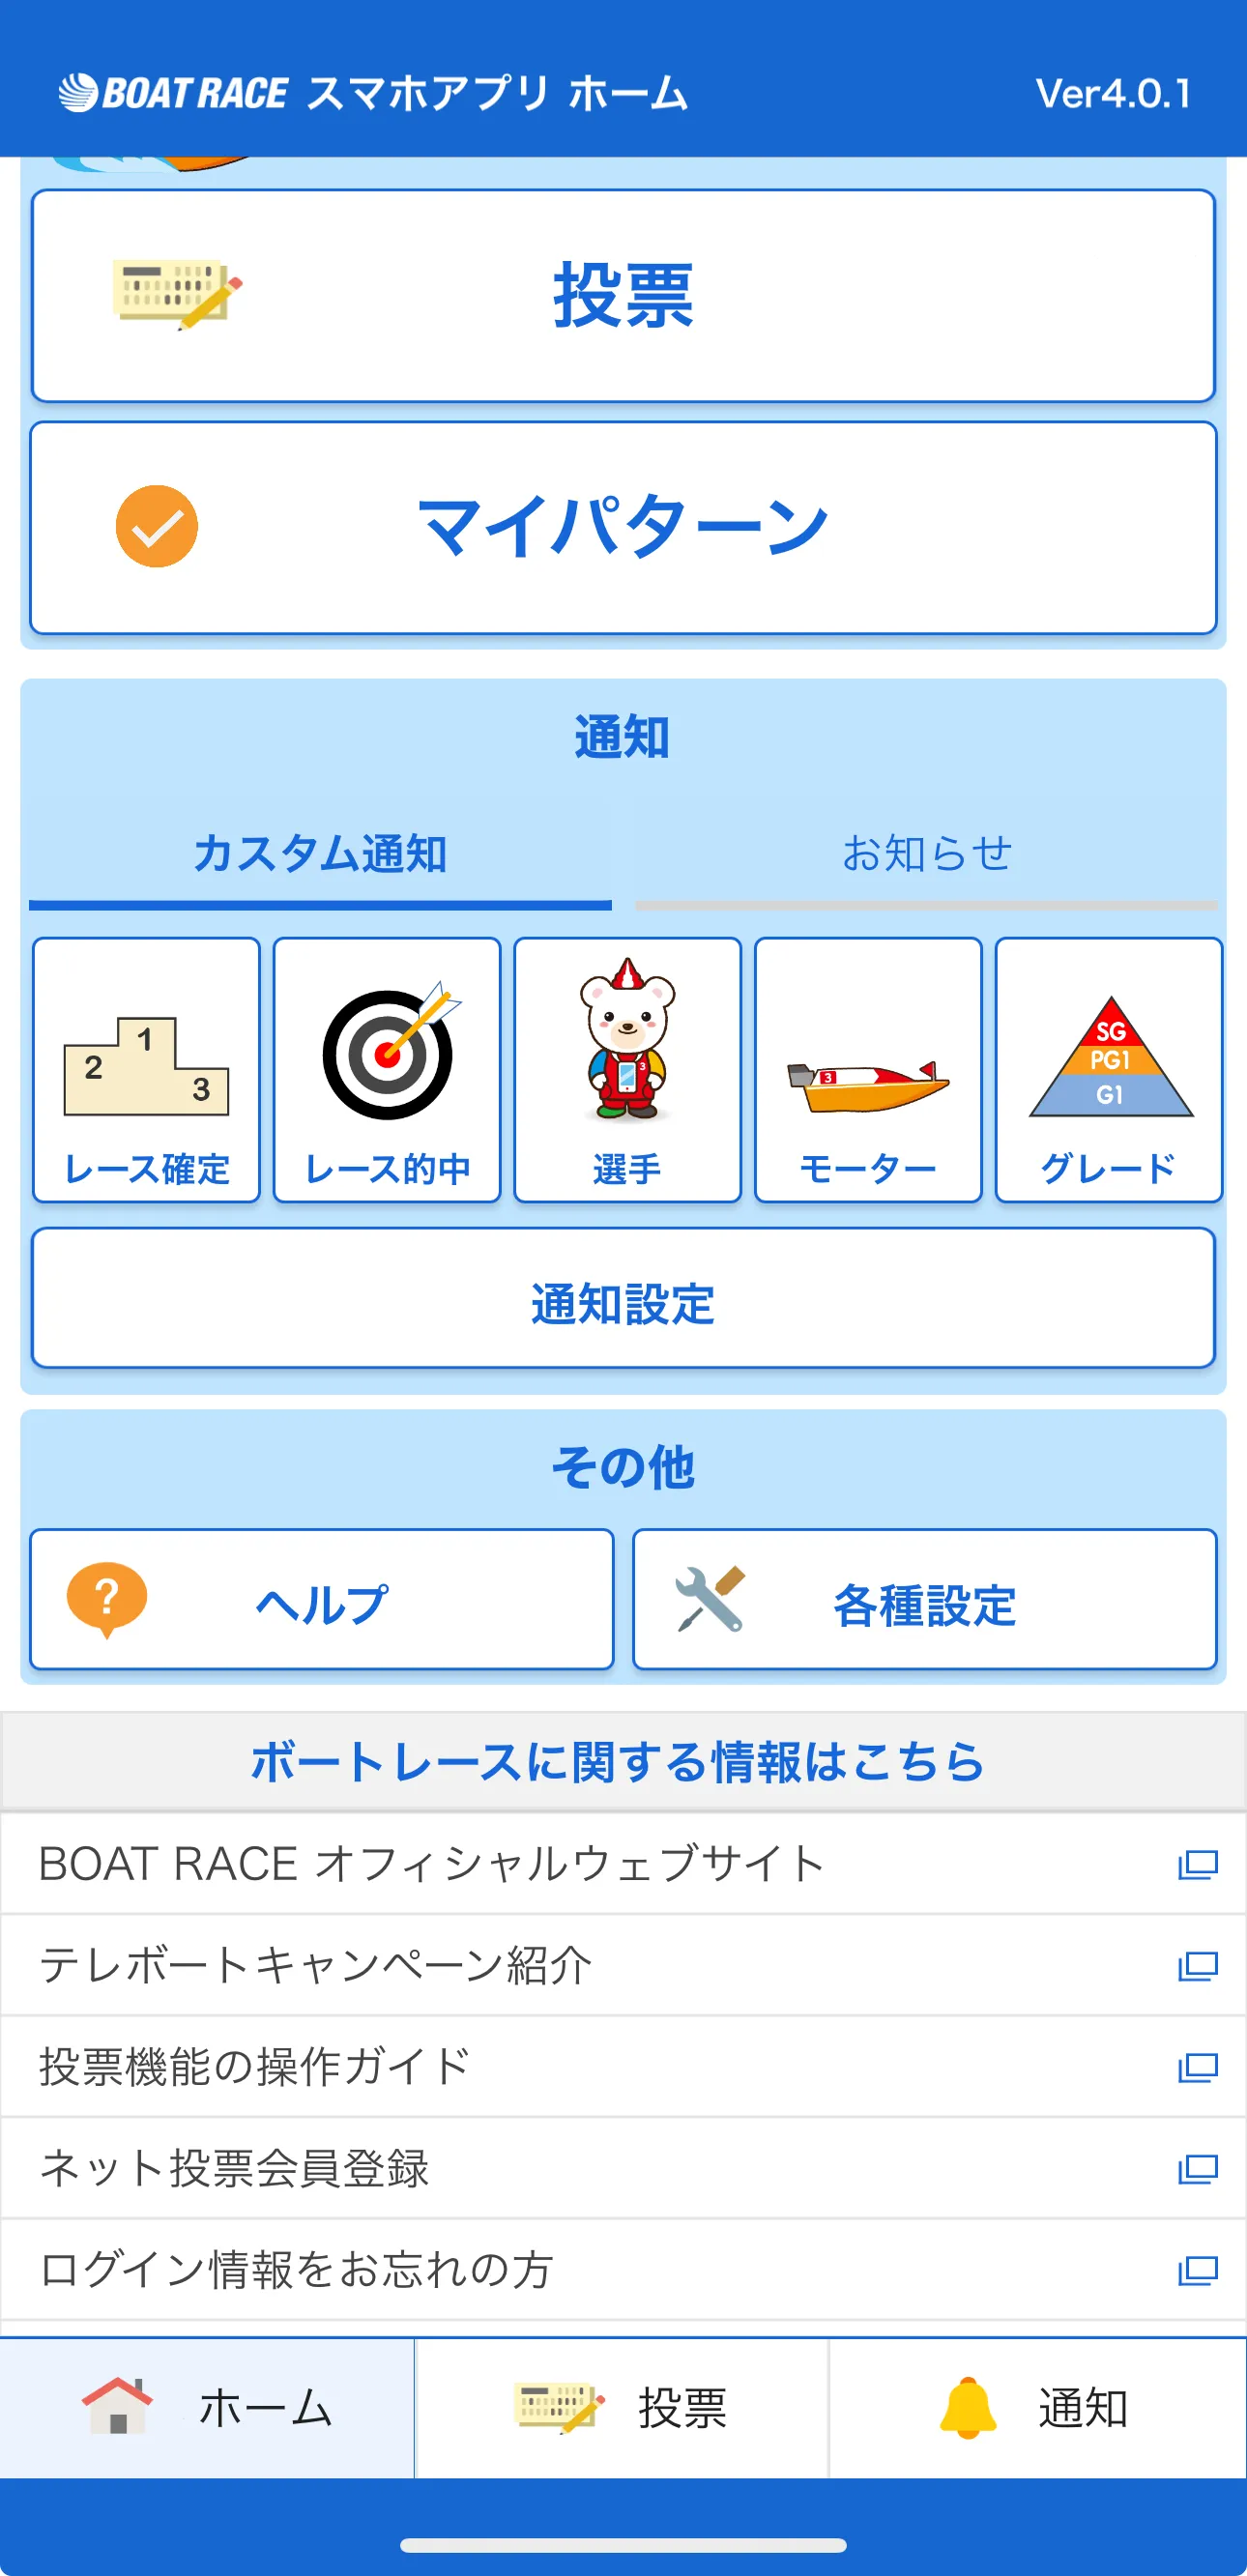 BOAT RACE スマホアプリ ホーム Ver4.0.1
投票
マイパターン
通知
カスタム通知 お知らせ
1
2
3
3
3
SG
PG1
G1
レース確定 レース的中 選手 モーター グレード
通知設定
その他
? ヘルプ 各種設定
ボートレースに関する情報はこちら
BOAT RACE オフィシャルウェブサイト
テレボートキャンペーン紹介
投票機能の操作ガイド
ネット投票会員登録
ログイン情報をお忘れの方
ホーム 投票 通知